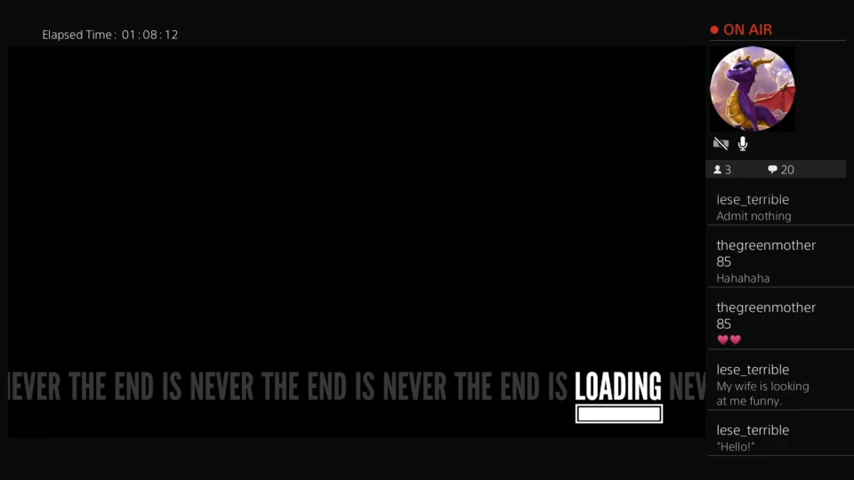 Elapsed Time: 01:08:12
ON AIR
3 20
lese_terrible
Admit nothing
thegreenmother
85
Hahahaha
thegreenmother
85
lese_terrible
My wife is looking
at me funny.
lese_terrible
"Hello!"
IEVER THE END IS NEVER THE END IS NEVER THE END IS LOADING NEV